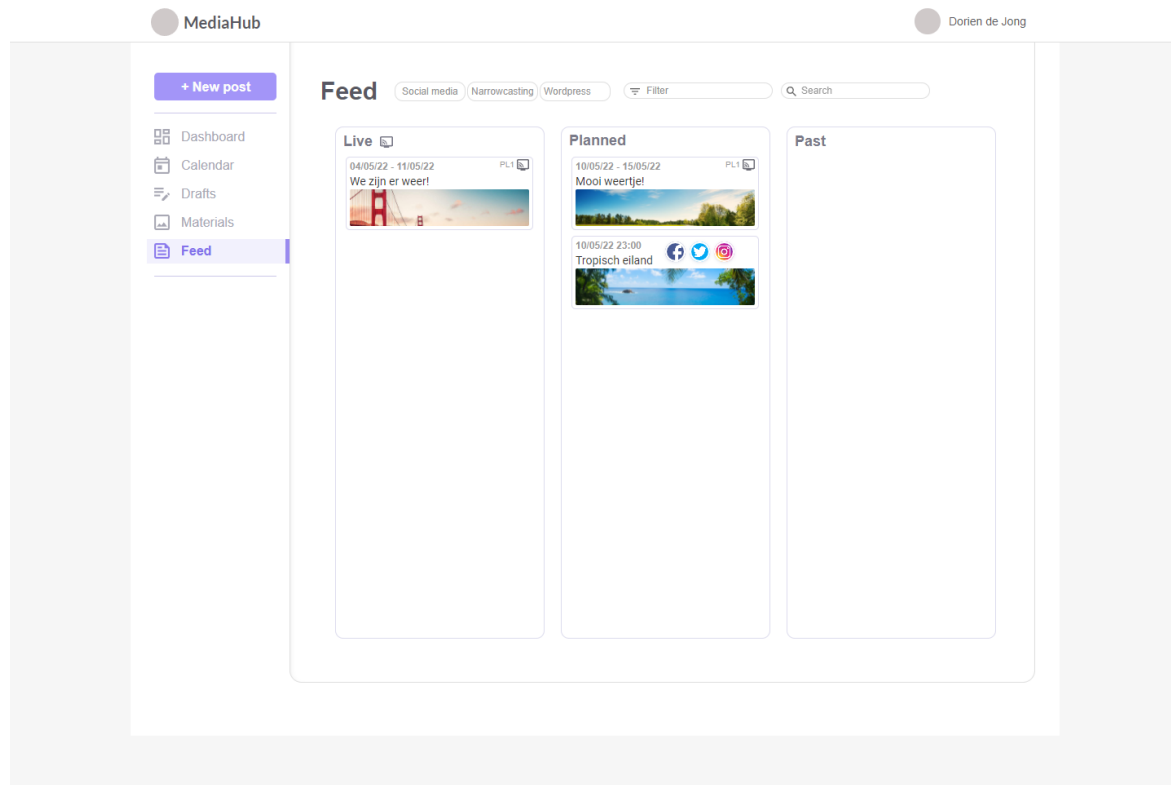 MediaHub
Dorien de Jong
+ New post
Dashboard
Calendar
Drafts
Materials
Feed
Feed
Social media
Narrowcasting
Wordpress
Filter
Search
Live
04/05/22 - 11/05/22
PL1
We zijn er weer!
Planned
10/05/22 - 15/05/22
PL1
Mooi weertje!
10/05/22 23:00
Tropisch eiland
Past